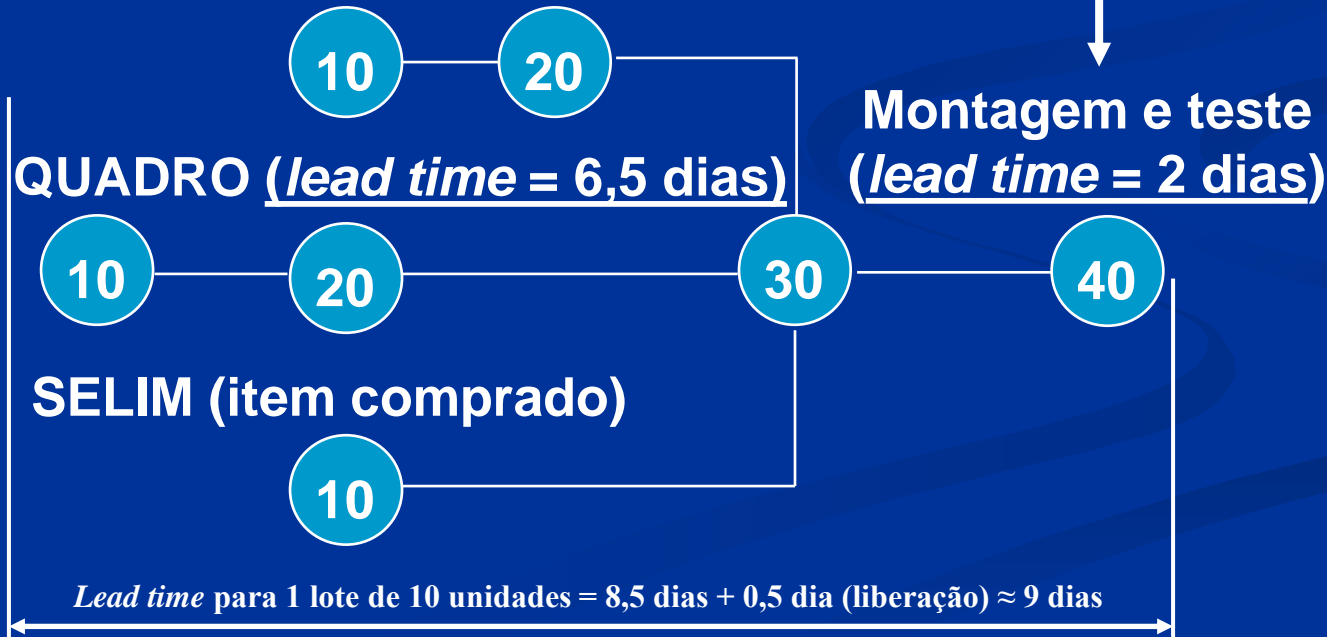 10 20
Montagem e teste
QUADRO (lead time = 6,5 dias)
(lead time = 2 dias)
10 20 30 40
SELIM (item comprado)
10
Lead time para 1 lote de 10 unidades = 8,5 dias + 0,5 dia (liberação) ≈ 9 dias